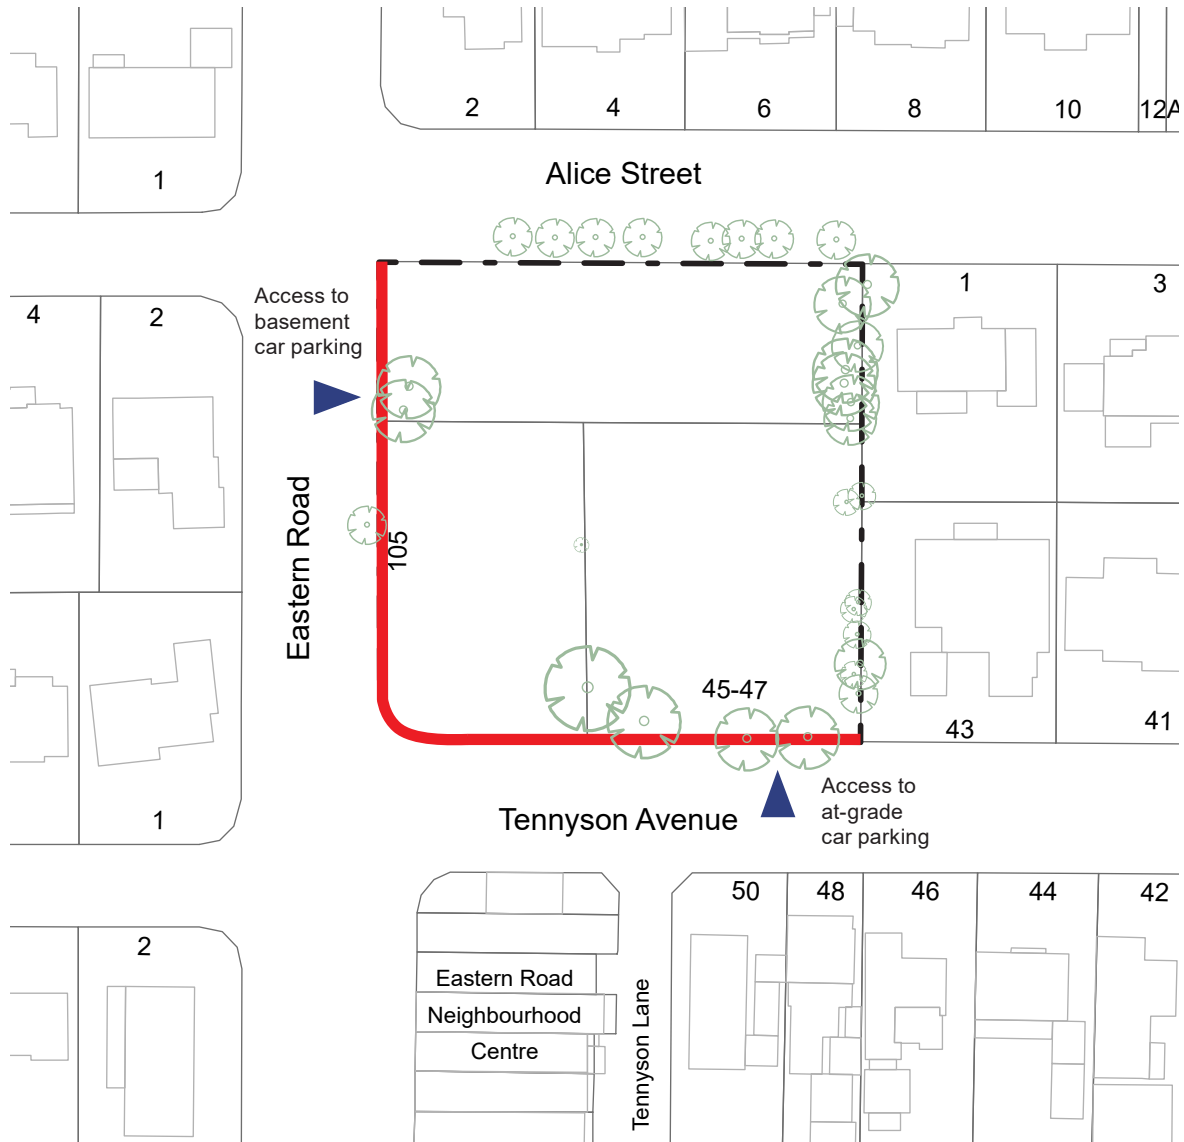 2
4
6
8
10
12A
1
Alice Street
Access to
basement
car parking
1
3
4
2
Eastern Road
105
45-47
43
41
1
Tennyson Avenue
Access to
at-grade
car parking
50
48
46
44
42
2
Eastern Road
Neighbourhood
Centre
Tennyson Lane